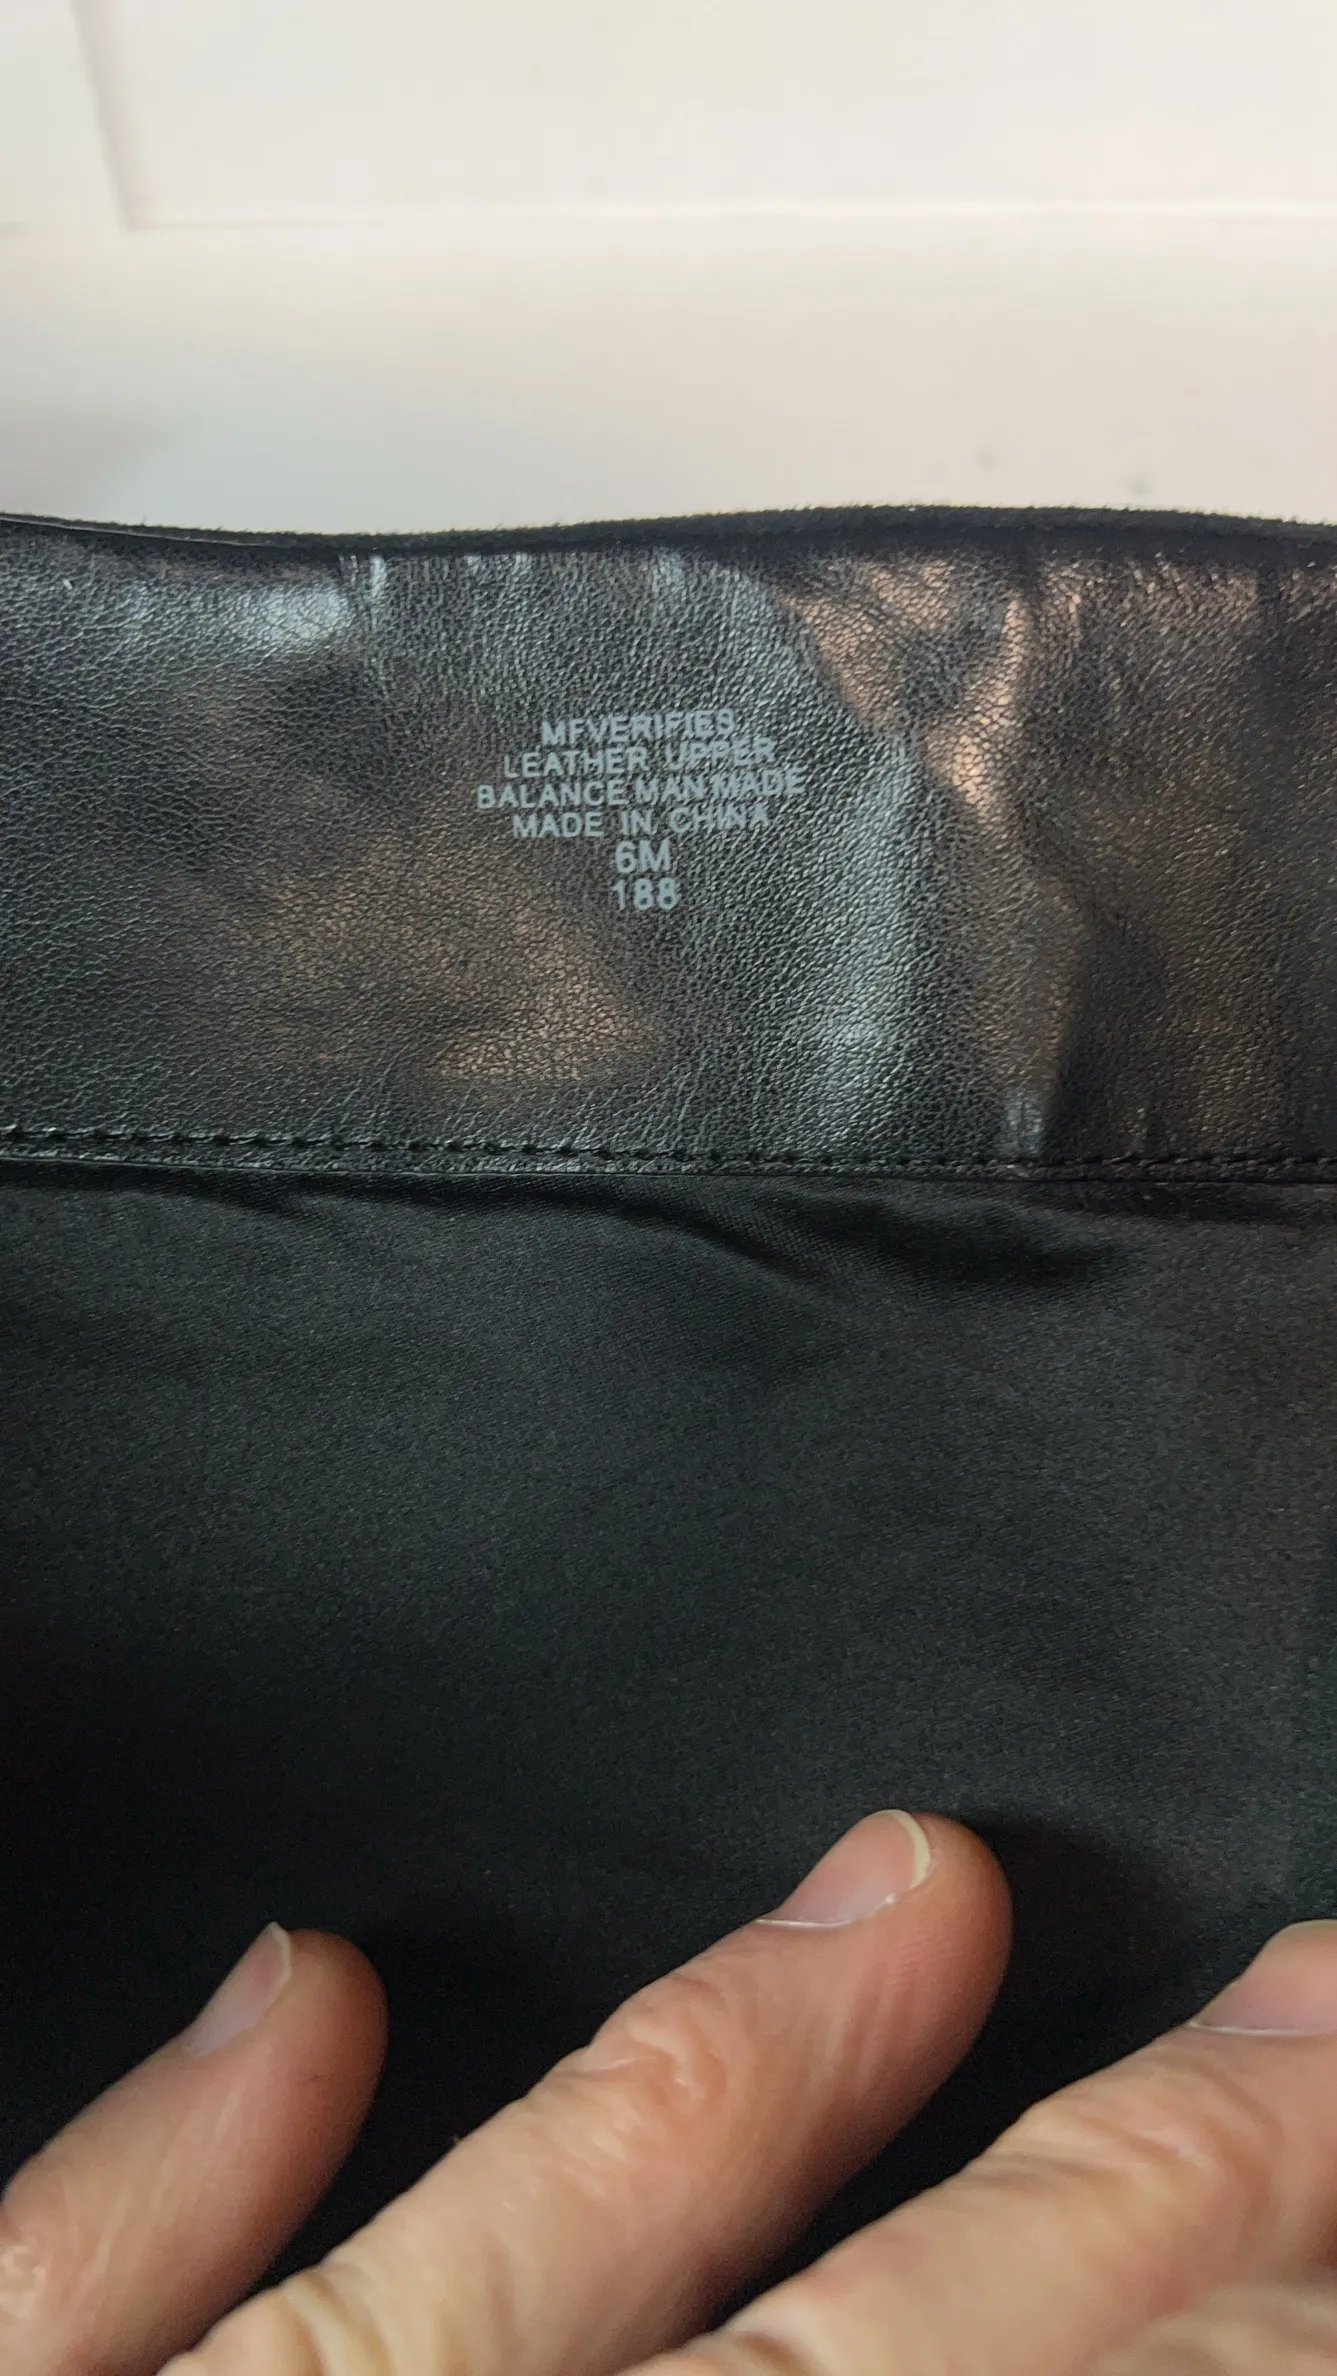 MFVERIFIES
LEATHER UPPER
BALANCE MAN MADE
MADE IN CHINA
6M
188